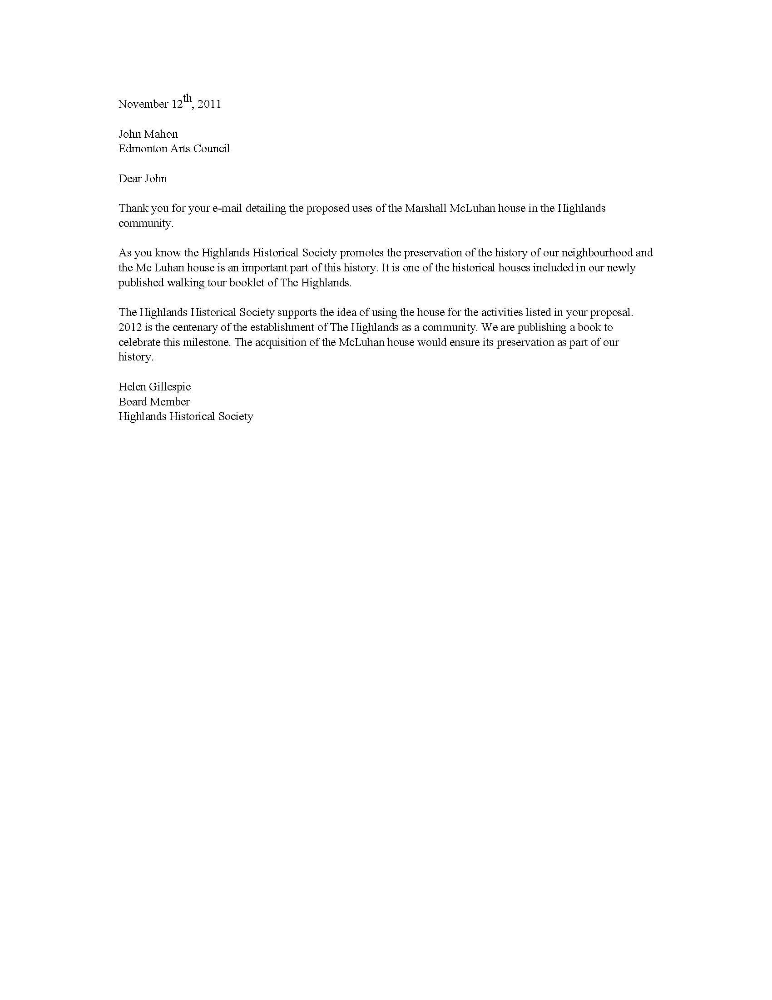 November 12th, 2011
John Mahon
Edmonton Arts Council
Dear John
Thank you for your e-mail detailing the proposed uses of the Marshall McLuhan house in the Highlands
community.
As you know the Highlands Historical Society promotes the preservation of the history of our neighbourhood and
the Mc Luhan house is an important part of this history. It is one of the historical houses included in our newly
published walking tour booklet of The Highlands.
The Highlands Historical Society supports the idea of using the house for the activities listed in your proposal.
2012 is the centenary of the establishment of The Highlands as a community. We are publishing a book to
celebrate this milestone. The acquisition of the McLuhan house would ensure its preservation as part of our
history.
Helen Gillespie
Board Member
Highlands Historical Society